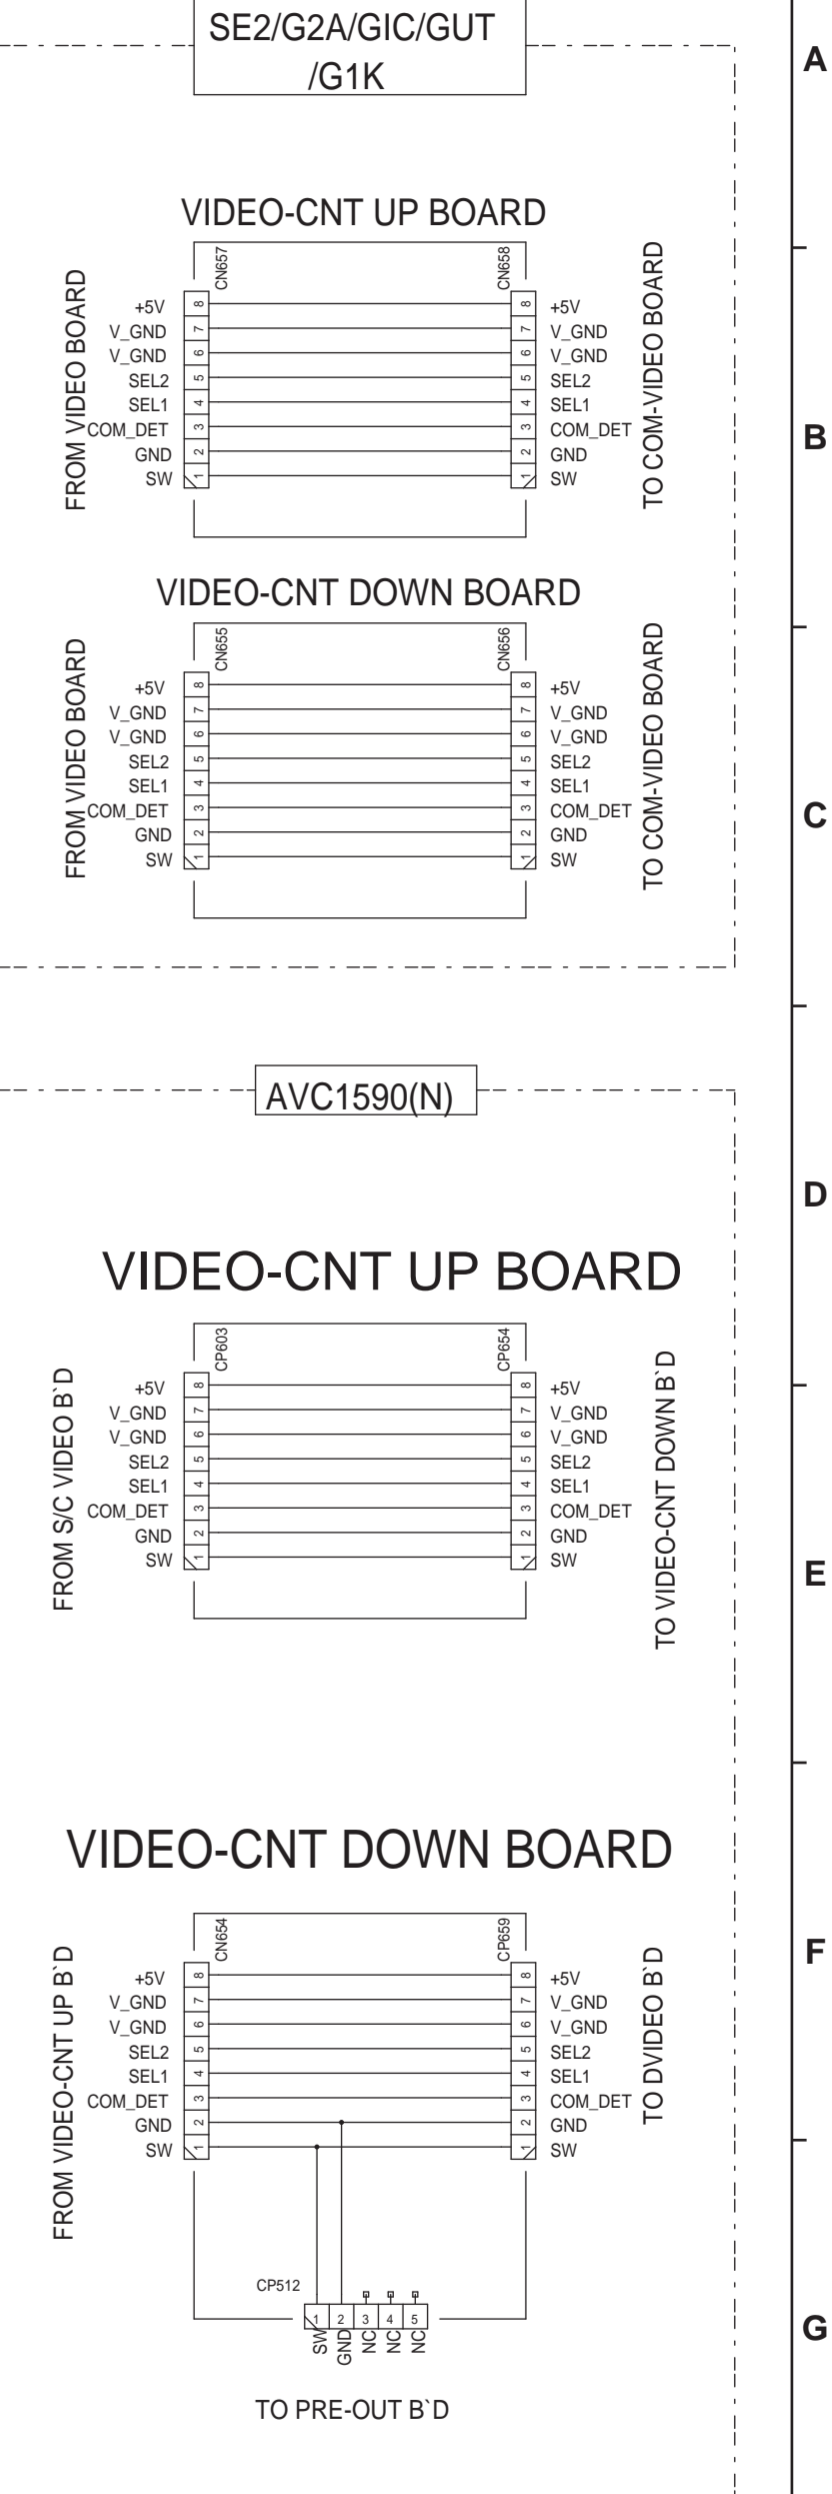 SE2/G2A/GIC/GUT
/G1K
A
VIDEO-CNT UP BOARD
CN657
CN658
FROM VIDEO BOARD
TO COM-VIDEO BOARD
+5V 8 8 +5V
V_GND 7 7 V_GND
V_GND 6 6 V_GND
SEL2 5 5 SEL2
SEL1 4 4 SEL1
COM_DET 3 3 COM_DET
GND 2 2 GND
SW 1 1 SW
B
VIDEO-CNT DOWN BOARD
CN655
CN656
FROM VIDEO BOARD
TO COM-VIDEO BOARD
+5V 8 8 +5V
V_GND 7 7 V_GND
V_GND 6 6 V_GND
SEL2 5 5 SEL2
SEL1 4 4 SEL1
COM_DET 3 3 COM_DET
GND 2 2 GND
SW 1 1 SW
C
AVC1590(N)
D
VIDEO-CNT UP BOARD
CP603
CP654
FROM S/C VIDEO B`D
TO VIDEO-CNT DOWN B`D
+5V 8 8 +5V
V_GND 7 7 V_GND
V_GND 6 6 V_GND
SEL2 5 5 SEL2
SEL1 4 4 SEL1
COM_DET 3 3 COM_DET
GND 2 2 GND
SW 1 1 SW
E
VIDEO-CNT DOWN BOARD
CN654
CP659
FROM VIDEO-CNT UP B`D
TO DVIDEO B`D
+5V 8 8 +5V
V_GND 7 7 V_GND
V_GND 6 6 V_GND
SEL2 5 5 SEL2
SEL1 4 4 SEL1
COM_DET 3 3 COM_DET
GND 2 2 GND
SW 1 1 SW
F
CP512
1 2 3 4 5
SW GND NC NC NC
G
TO PRE-OUT B`D